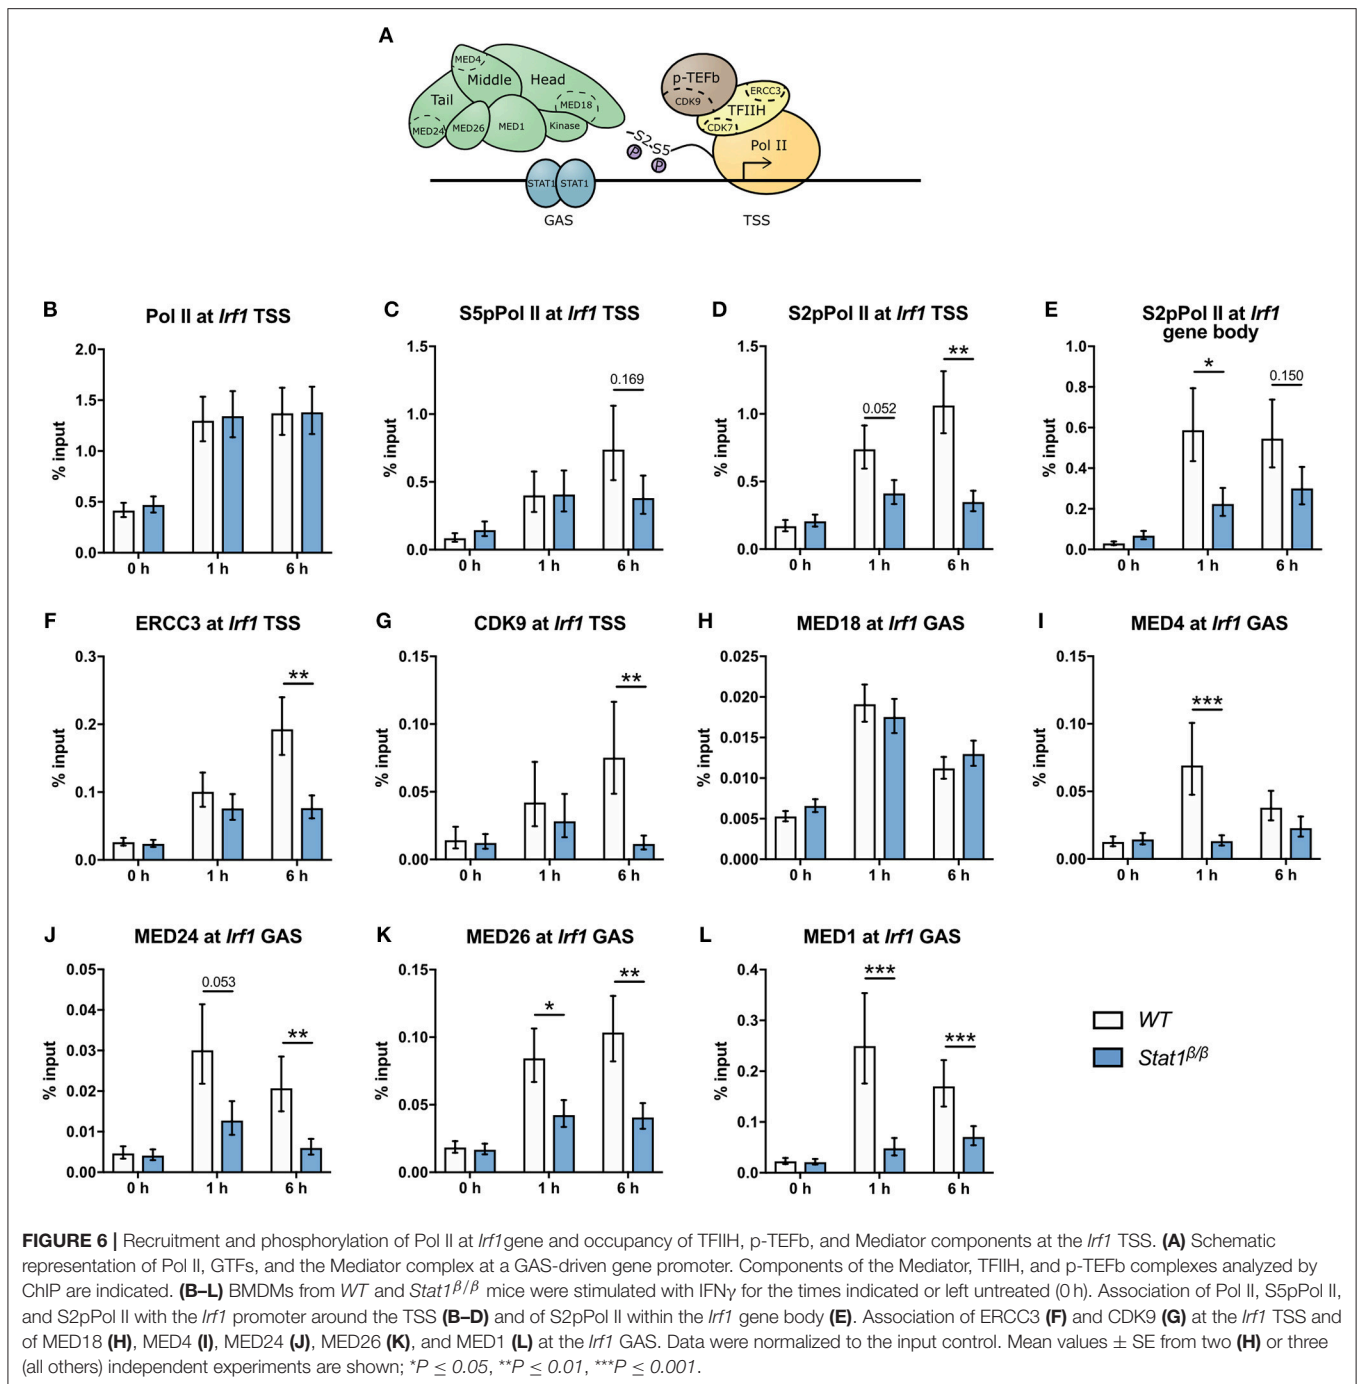 A
MED4
Middle
Head
Tail
MED18
MED24
MED26
MED1
Kinase
p-TEFb
CDK9
ERCC3
TFIIH
CDK7
Pol II
S2
S5
P
P
STAT1
STAT1
GAS
TSS
B
Pol II at Irf1 TSS
% input
2.0
1.5
1.0
0.5
0.0
0 h 1 h 6 h
C
S5pPol II at Irf1 TSS
% input
1.5
1.0
0.5
0.0
0.169
0 h 1 h 6 h
D
S2pPol II at Irf1 TSS
% input
1.5
1.0
0.5
0.0
0.052
**
0 h 1 h 6 h
E
S2pPol II at Irf1
gene body
% input
1.0
0.8
0.6
0.4
0.2
0.0
*
0.150
0 h 1 h 6 h
F
ERCC3 at Irf1 TSS
% input
0.3
0.2
0.1
0.0
**
0 h 1 h 6 h
G
CDK9 at Irf1 TSS
% input
0.15
0.10
0.05
0.00
**
0 h 1 h 6 h
H
MED18 at Irf1 GAS
% input
0.025
0.020
0.015
0.010
0.005
0.000
0 h 1 h 6 h
I
MED4 at Irf1 GAS
% input
0.15
0.10
0.05
0.00
***
0 h 1 h 6 h
J
MED24 at Irf1 GAS
% input
0.05
0.04
0.03
0.02
0.01
0.00
0.053
**
0 h 1 h 6 h
K
MED26 at Irf1 GAS
% input
0.15
0.10
0.05
0.00
*
**
0 h 1 h 6 h
L
MED1 at Irf1 GAS
% input
0.4
0.3
0.2
0.1
0.0
***
***
0 h 1 h 6 h
WT
Stat1β/β
FIGURE 6 | Recruitment and phosphorylation of Pol II at Irf1gene and occupancy of TFIIH, p-TEFb, and Mediator components at the Irf1 TSS. (A) Schematic
representation of Pol II, GTFs, and the Mediator complex at a GAS-driven gene promoter. Components of the Mediator, TFIIH, and p-TEFb complexes analyzed by
ChIP are indicated. (B–L) BMDMs from WT and Stat1β/β mice were stimulated with IFNγ for the times indicated or left untreated (0 h). Association of Pol II, S5pPol II,
and S2pPol II with the Irf1 promoter around the TSS (B–D) and of S2pPol II within the Irf1 gene body (E). Association of ERCC3 (F) and CDK9 (G) at the Irf1 TSS and
of MED18 (H), MED4 (I), MED24 (J), MED26 (K), and MED1 (L) at the Irf1 GAS. Data were normalized to the input control. Mean values ± SE from two (H) or three
(all others) independent experiments are shown; *P ≤ 0.05, **P ≤ 0.01, ***P ≤ 0.001.